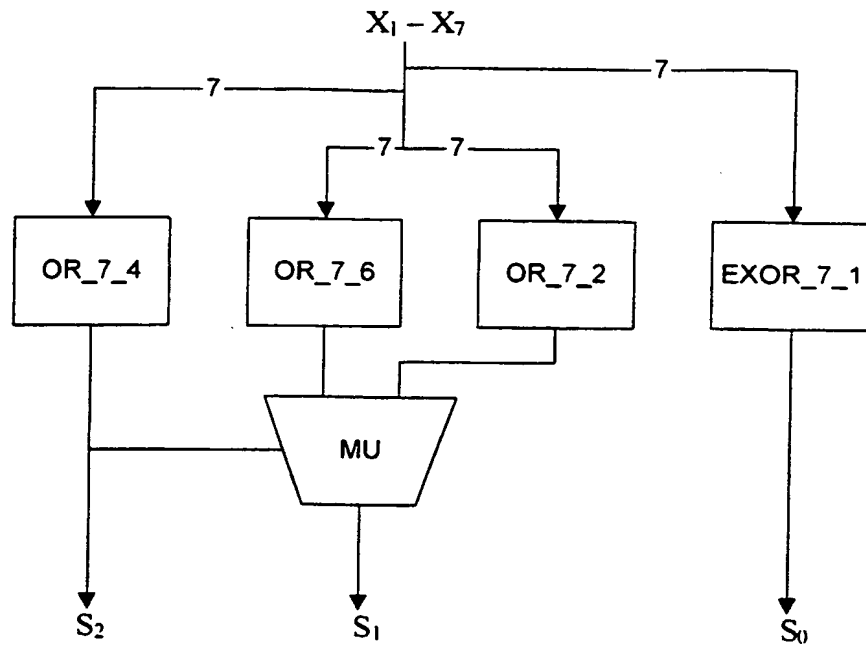 X₁ – X₇
7
7
7 7
OR_7_4 OR_7_6 OR_7_2 EXOR_7_1
MU
S₂ S₁ S₀